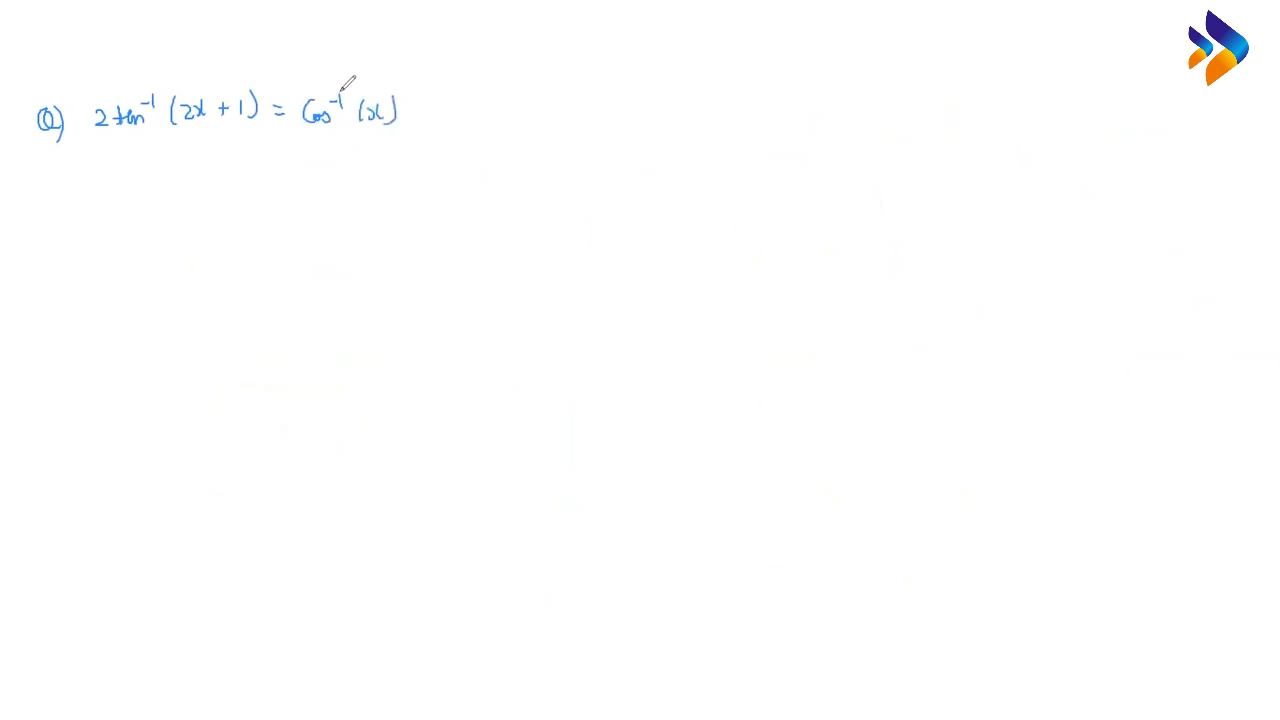 Q) 2 tan⁻¹ (2x + 1) = Cos⁻¹ (x)